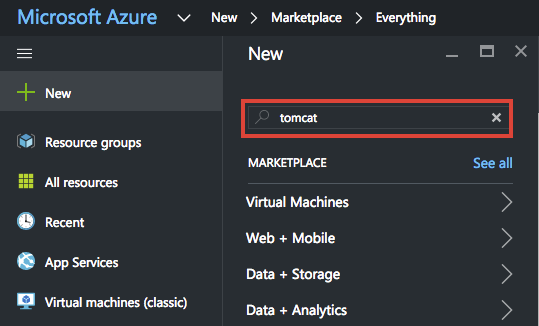 Microsoft Azure New Marketplace Everything
New
New
tomcat
Resource groups
MARKETPLACE See all
All resources
Virtual Machines
Recent
Web + Mobile
App Services
Data + Storage
Virtual machines (classic)
Data + Analytics